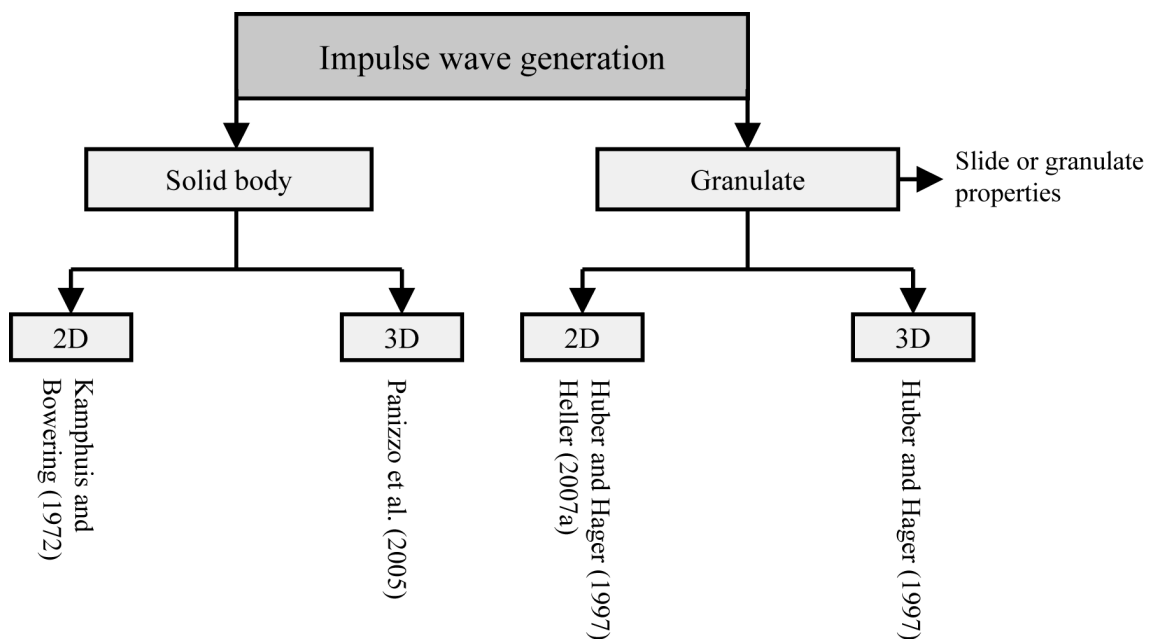 Impulse wave generation
Solid body
Granulate
Slide or granulate
properties
2D
3D
2D
3D
Kamphuis and
Bowering (1972)
Panizzo et al. (2005)
Huber and Hager (1997)
Heller (2007a)
Huber and Hager (1997)